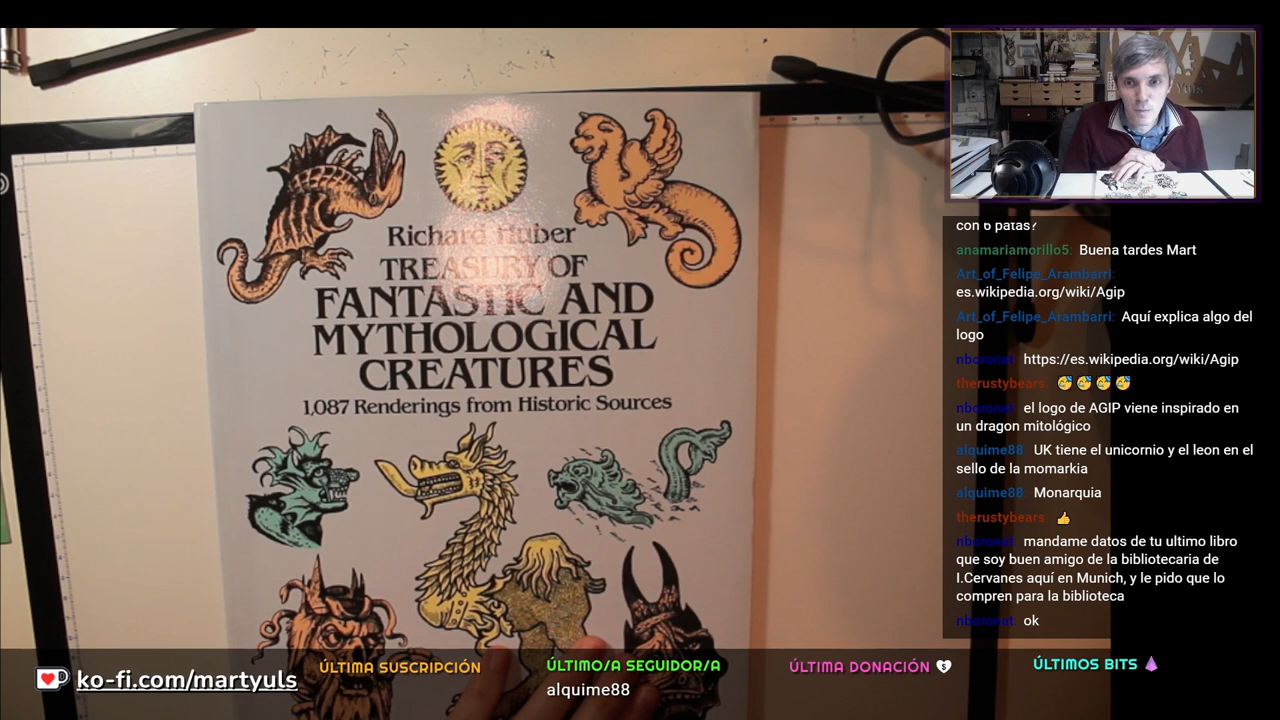 Richard Huber
TREASURY OF
FANTASTIC AND
MYTHOLOGICAL
CREATURES
1,087 Renderings from Historic Sources
con 6 patas?
anamariamorillo5: Buena tardes Mart
Art_of_Felipe_Arambarri:
es.wikipedia.org/wiki/Agip
Art_of_Felipe_Arambarri: Aquí explica algo del
logo
nboronat https://es.wikipedia.org/wiki/Agip
therustybears
nboronat el logo de AGIP viene inspirado en
un dragon mitológico
alquime88 UK tiene el unicornio y el leon en el
sello de la momarkia
alquime88 Monarquia
therustybears
nboronat mandame datos de tu ultimo libro
que soy buen amigo de la bibliotecaria de
I.Cervanes aquí en Munich, y le pido que lo
compren para la biblioteca
nboronat ok
ko-fi.com/martyuls
ÚLTIMA SUSCRIPCIÓN
ÚLTIMO/A SEGUIDOR/A
alquime88
ÚLTIMA DONACIÓN
ÚLTIMOS BITS